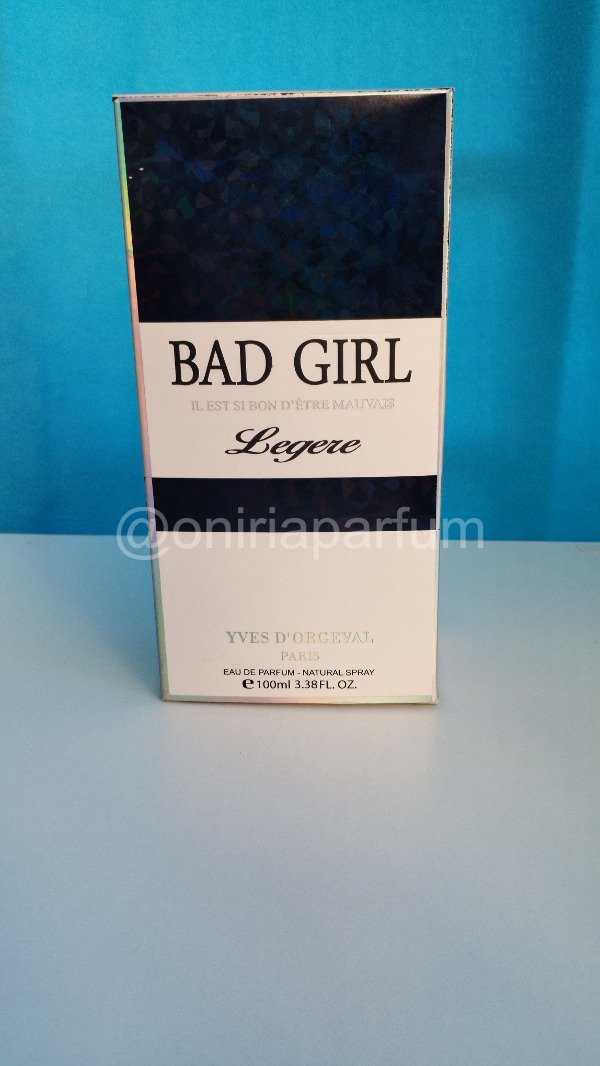 BAD GIRL
IL EST SI BON D'ÊTRE MAUVAIS
Legere
@oniriaparfum
YVES D'ORGEVAL
PARIS
EAU DE PARFUM - NATURAL SPRAY
℮ 100ml 3.38FL. OZ.